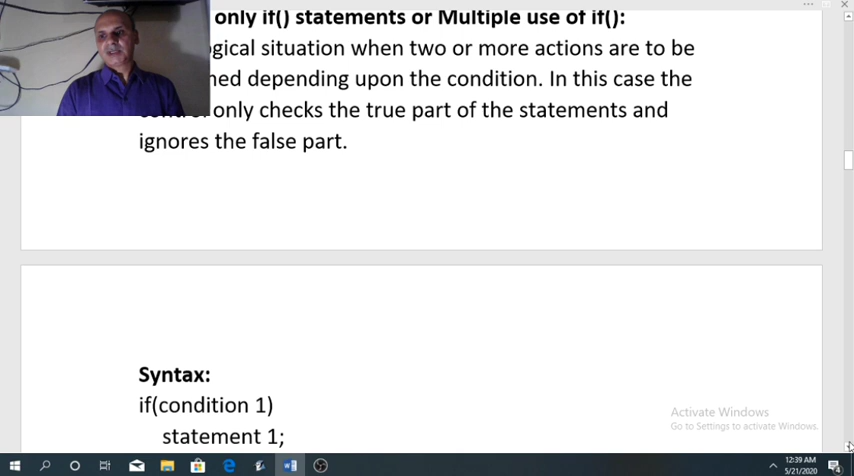 only if() statements or Multiple use of if():
gical situation when two or more actions are to be
med depending upon the condition. In this case the
only checks the true part of the statements and
ignores the false part.
Syntax:
if(condition 1)
statement 1;
Activate Windows
Go to Settings to activate Windows.
12:39 AM
5/21/2020
4